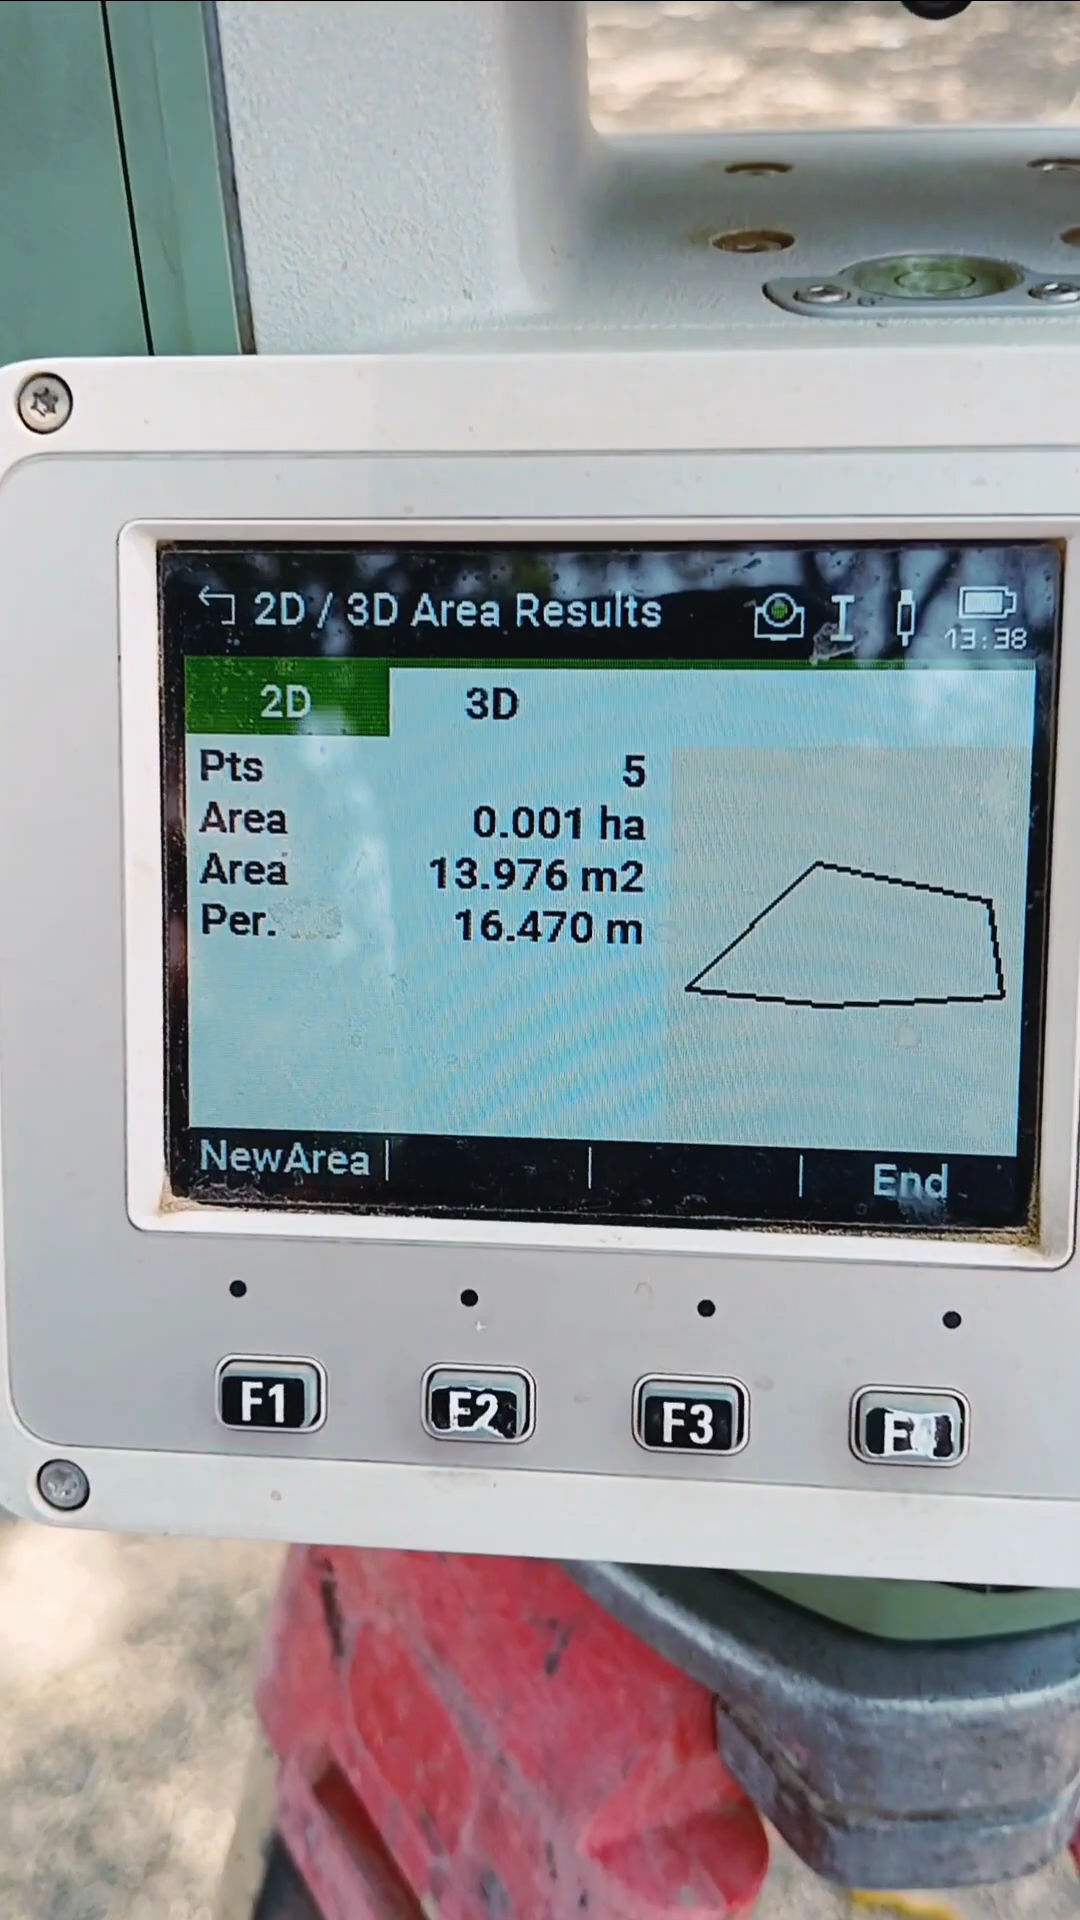 2D / 3D Area Results
I
13:38
2D 3D
Pts 5
Area 0.001 ha
Area 13.976 m2
Per. 16.470 m
NewArea | | | End
F1 F2 F3